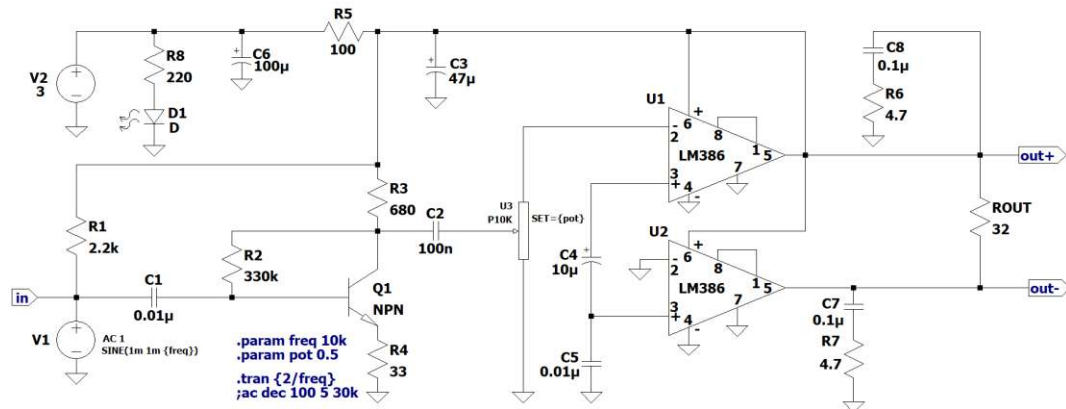 R5
100
R8
220
C6
100µ
C3
47µ
C8
0.1µ
R6
4.7
V2
3
D1
D
U1
+
-
6
8
2
LM386
1
5
3
+
7
4
-
out+
R3
680
U3
P10K
SET={pot}
ROUT
32
R1
2.2k
C2
100n
R2
330k
C4
10µ
U2
+
-
6
8
2
LM386
1
5
3
+
7
4
-
out-
in
C1
0.01µ
Q1
NPN
C7
0.1µ
V1
AC 1
SINE(1m 1m {freq})
.param freq 10k
.param pot 0.5
R4
33
C5
0.01µ
R7
4.7
.tran {2/freq}
;ac dec 100 5 30k